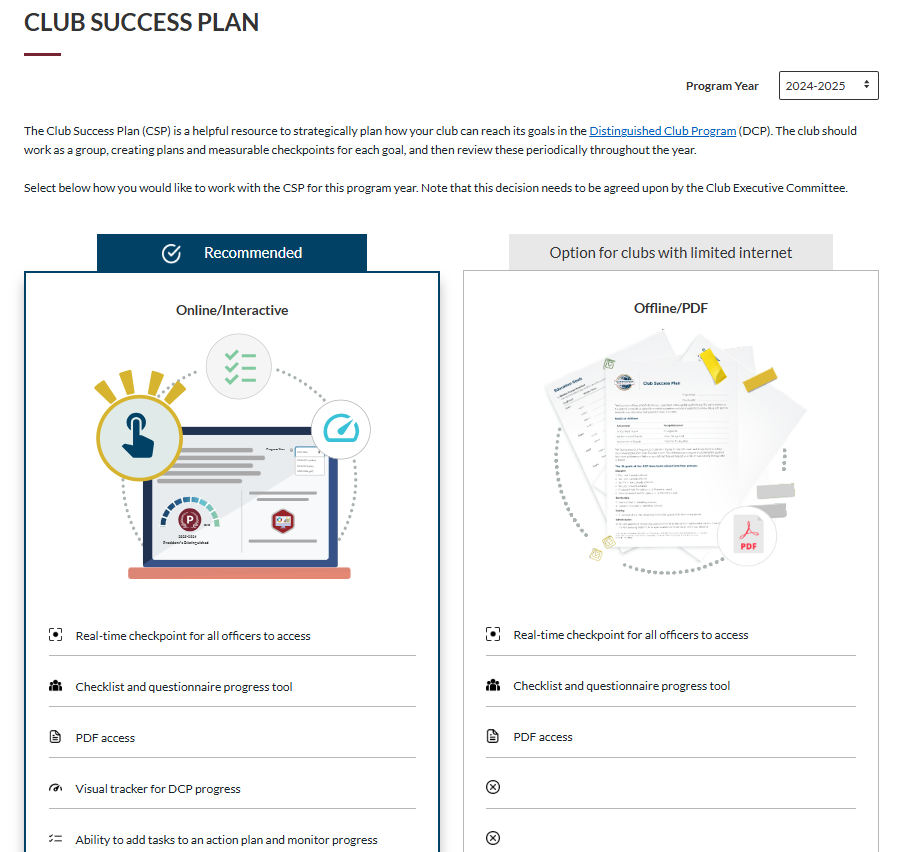 CLUB SUCCESS PLAN
Program Year
2024-2025
The Club Success Plan (CSP) is a helpful resource to strategically plan how your club can reach its goals in the Distinguished Club Program (DCP). The club should
work as a group, creating plans and measurable checkpoints for each goal, and then review these periodically throughout the year.
Select below how you would like to work with the CSP for this program year. Note that this decision needs to be agreed upon by the Club Executive Committee.
Recommended
Online/Interactive
P
President's Distinguished
Real-time checkpoint for all officers to access
Checklist and questionnaire progress tool
PDF access
Visual tracker for DCP progress
Ability to add tasks to an action plan and monitor progress
Option for clubs with limited internet
Offline/PDF
Club Success Plan
PDF
Real-time checkpoint for all officers to access
Checklist and questionnaire progress tool
PDF access